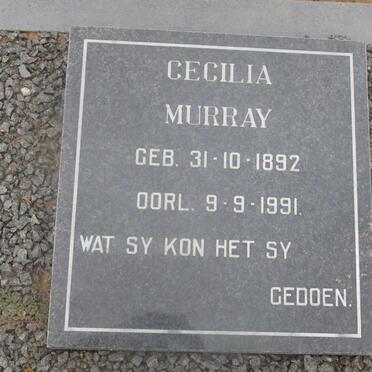 CECILIA
MURRAY
GEB. 31-10-1892
OORL. 9-9-1991.
WAT SY KON HET SY
GEDOEN.